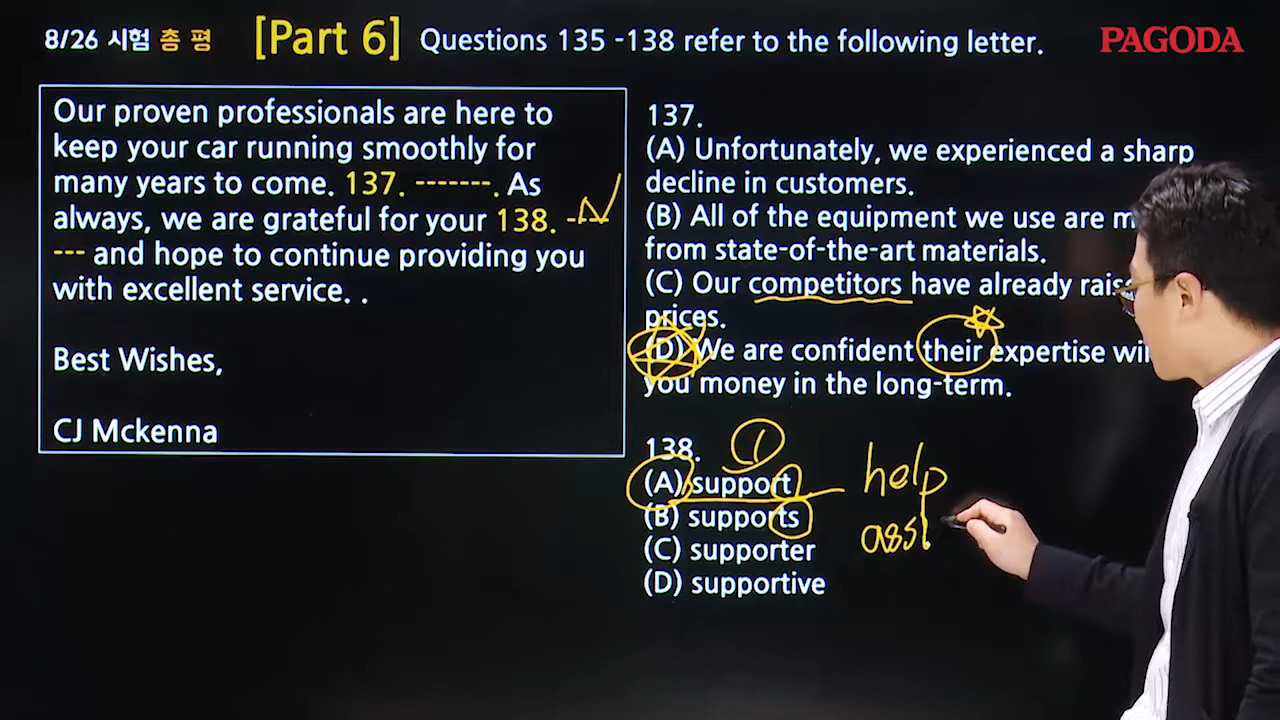 8/26 시험 총 평 [Part 6] Questions 135 -138 refer to the following letter.
PAGODA
Our proven professionals are here to
keep your car running smoothly for
many years to come. 137. -------. As
always, we are grateful for your 138. -
--- and hope to continue providing you
with excellent service. .
Best Wishes,
CJ Mckenna
137.
(A) Unfortunately, we experienced a sharp
decline in customers.
(B) All of the equipment we use are m
from state-of-the-art materials.
(C) Our competitors have already rais
prices.
(D) We are confident their expertise wi
you money in the long-term.
138.
(A) support
(B) supports
(C) supporter
(D) supportive
1
help
assi
N